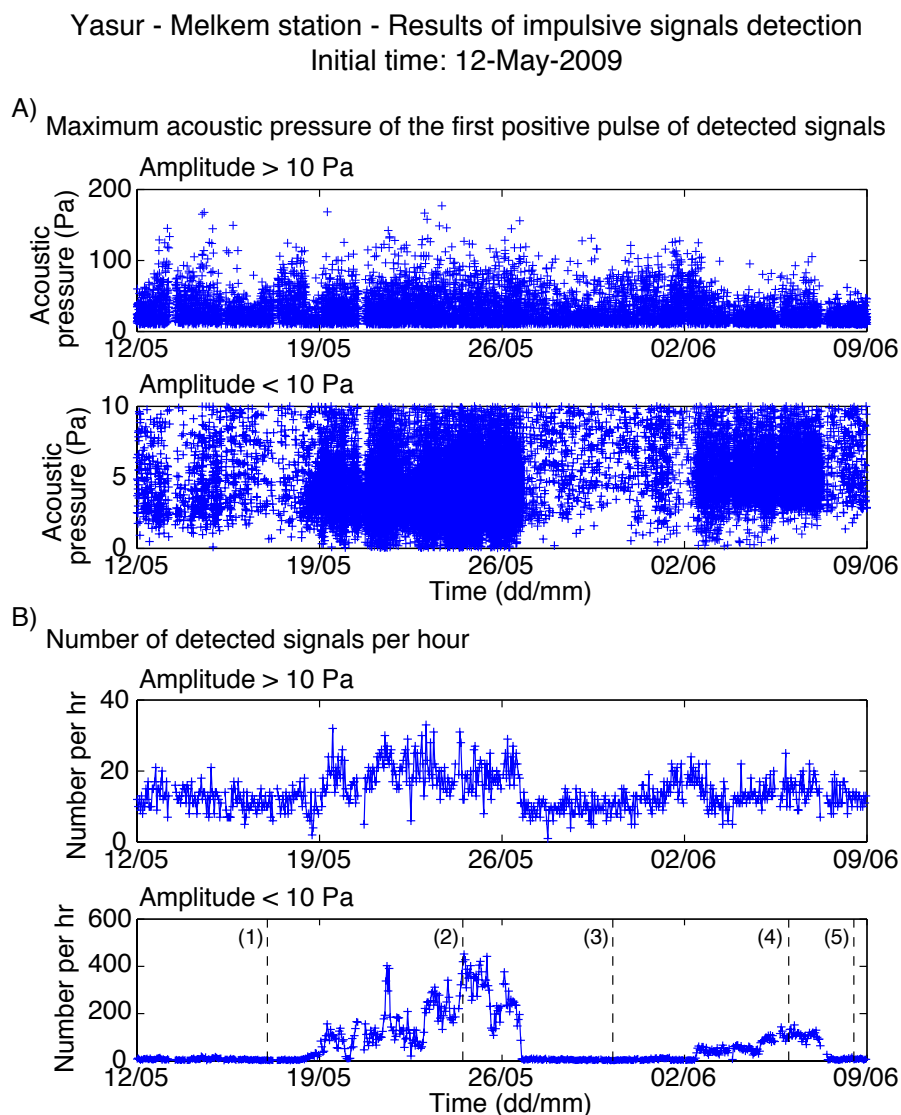 Yasur - Melkem station - Results of impulsive signals detection
Initial time: 12-May-2009
A)
Maximum acoustic pressure of the first positive pulse of detected signals
Amplitude > 10 Pa
Acoustic
pressure (Pa)
200
100
0
12/05 19/05 26/05 02/06 09/06
Amplitude < 10 Pa
Acoustic
pressure (Pa)
10
5
0
12/05 19/05 26/05 02/06 09/06
Time (dd/mm)
B)
Number of detected signals per hour
Amplitude > 10 Pa
Number per hr
40
20
0
12/05 19/05 26/05 02/06 09/06
Amplitude < 10 Pa
Number per hr
600
400
200
0
(1) (2) (3) (4) (5)
12/05 19/05 26/05 02/06 09/06
Time (dd/mm)